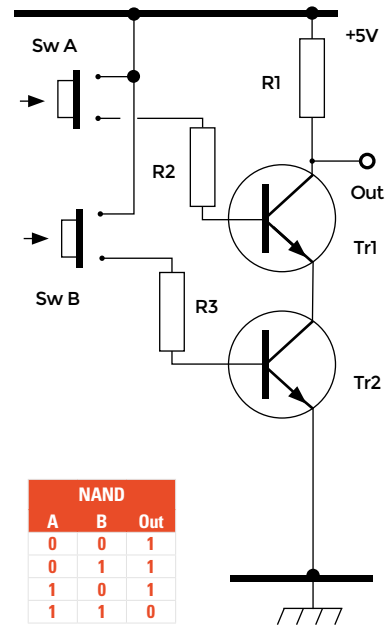 +5V
Sw A
R1
R2
Out
Tr1
Sw B
R3
Tr2
NAND
A B Out
0 0 1
0 1 1
1 0 1
1 1 0